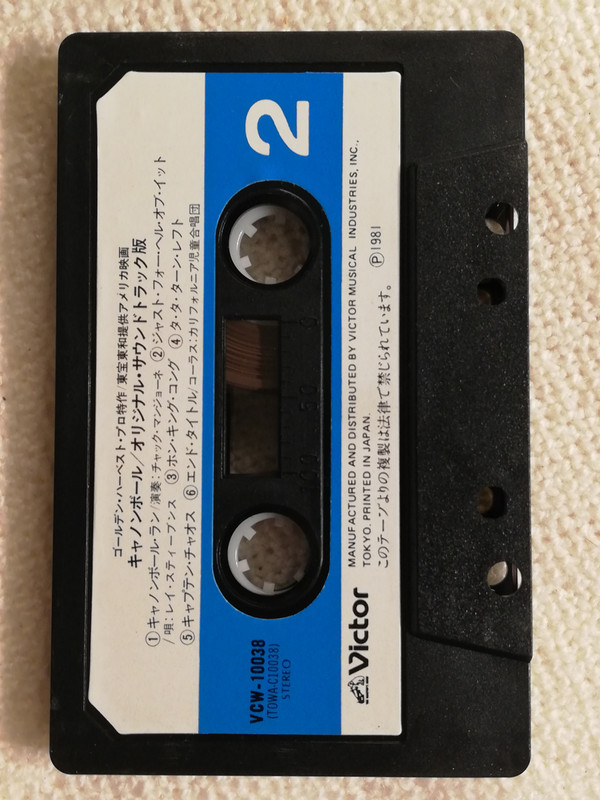 ゴールデン・ハーベスト・プロ特作 東宝東和提供アメリカ映画
キャノンボール/オリジナル・サウンドトラック版
①キャノンボール・ラン/演奏:チャック・マンジョーネ ②ジャスト・フォー・ヘル・オブ・イット
/唄:レイ・スティーブンス ③ホン・キング・コング ④タ・タ・ターン・レフト
⑤キャプテン・チャオス ⑥エンド・タイトル/コーラス:カリフォルニア児童合唱団
2
VCW-10038
(TOWA-C10038)
STEREO
0 50 100
Victor
MANUFACTURED AND DISTRIBUTED BY VICTOR MUSICAL INDUSTRIES, INC.,
TOKYO. PRINTED IN JAPAN.
Ⓟ1981
このテープよりの複製は法律で禁じられています。